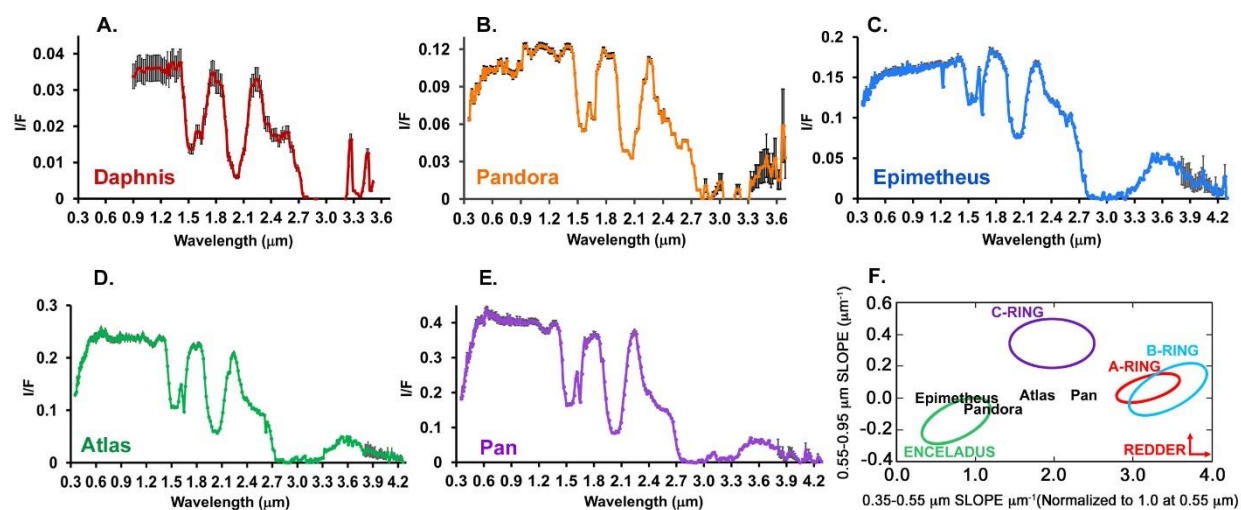 A.
I/F
0.04
0.03
0.02
0.01
0
Daphnis
0.3 0.6 0.9 1.2 1.5 1.8 2.1 2.4 2.7 3.0 3.3 3.6
Wavelength (μm)
B.
I/F
0.12
0.09
0.06
0.03
0
Pandora
0.3 0.6 0.9 1.2 1.5 1.8 2.1 2.4 2.7 3.0 3.3 3.6
Wavelength (μm)
C.
I/F
0.2
0.15
0.1
0.05
0
Epimetheus
0.3 0.6 0.9 1.2 1.5 1.8 2.1 2.4 2.7 3.0 3.3 3.6 3.9 4.2
Wavelength (μm)
D.
I/F
0.3
0.2
0.1
0
Atlas
0.3 0.6 0.9 1.2 1.5 1.8 2.1 2.4 2.7 3.0 3.3 3.6 3.9 4.2
Wavelength (μm)
E.
I/F
0.4
0.3
0.2
0.1
0
Pan
0.3 0.6 0.9 1.2 1.5 1.8 2.1 2.4 2.7 3.0 3.3 3.6 3.9 4.2
Wavelength (μm)
F.
0.55-0.95 μm SLOPE (μm⁻¹)
0.6
0.4
0.2
0.0
-0.2
-0.4
C-RING
B-RING
A-RING
Epimetheus
Pandora
Atlas
Pan
ENCELADUS
REDDER
0.0 1.0 2.0 3.0 4.0
0.35-0.55 μm SLOPE μm⁻¹(Normalized to 1.0 at 0.55 μm)